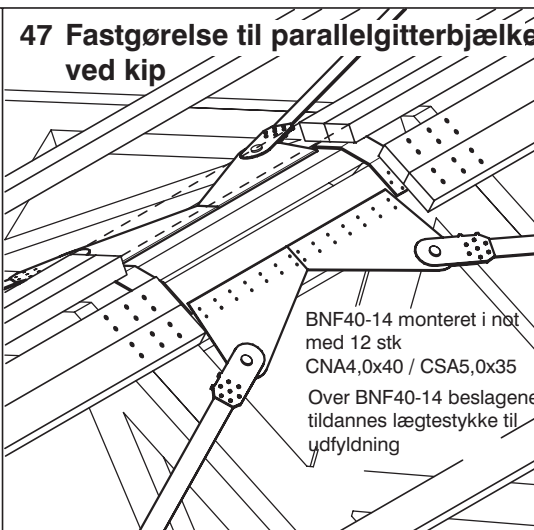 47 Fastgørelse til parallelgitterbjælke
ved kip
BNF40-14 monteret i not
med 12 stk
CNA4,0x40 / CSA5,0x35
Over BNF40-14 beslagene
tildannes lægtestykke til
udfyldning